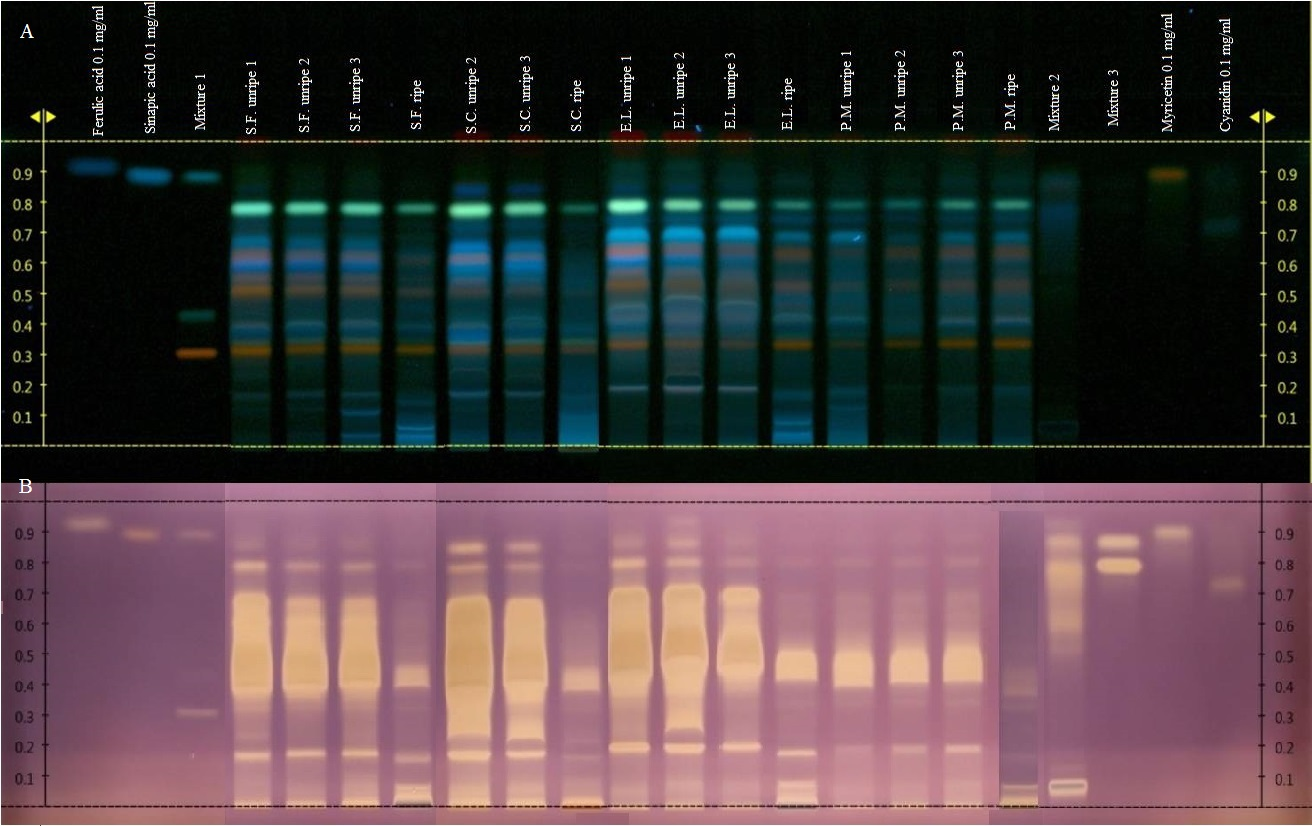 A
Ferulic acid 0.1 mg/ml
Sinapic acid 0.1 mg/ml
Mixture 1
S.F. unripe 1
S.F. unripe 2
S.F. unripe 3
S.F. ripe
S.C. unripe 2
S.C. unripe 3
S.C. ripe
E.L. unripe 1
E.L. unripe 2
E.L. unripe 3
E.L. ripe
P.M. unripe 1
P.M. unripe 2
P.M. unripe 3
P.M. ripe
Mixture 2
Mixture 3
Myricetin 0.1 mg/ml
Cyanidin 0.1 mg/ml
0.9 0.9
0.8 0.8
0.7 0.7
0.6 0.6
0.5 0.5
0.4 0.4
0.3 0.3
0.2 0.2
0.1 0.1
B
0.9 0.9
0.8 0.8
0.7 0.7
0.6 0.6
0.5 0.5
0.4 0.4
0.3 0.3
0.2 0.2
0.1 0.1